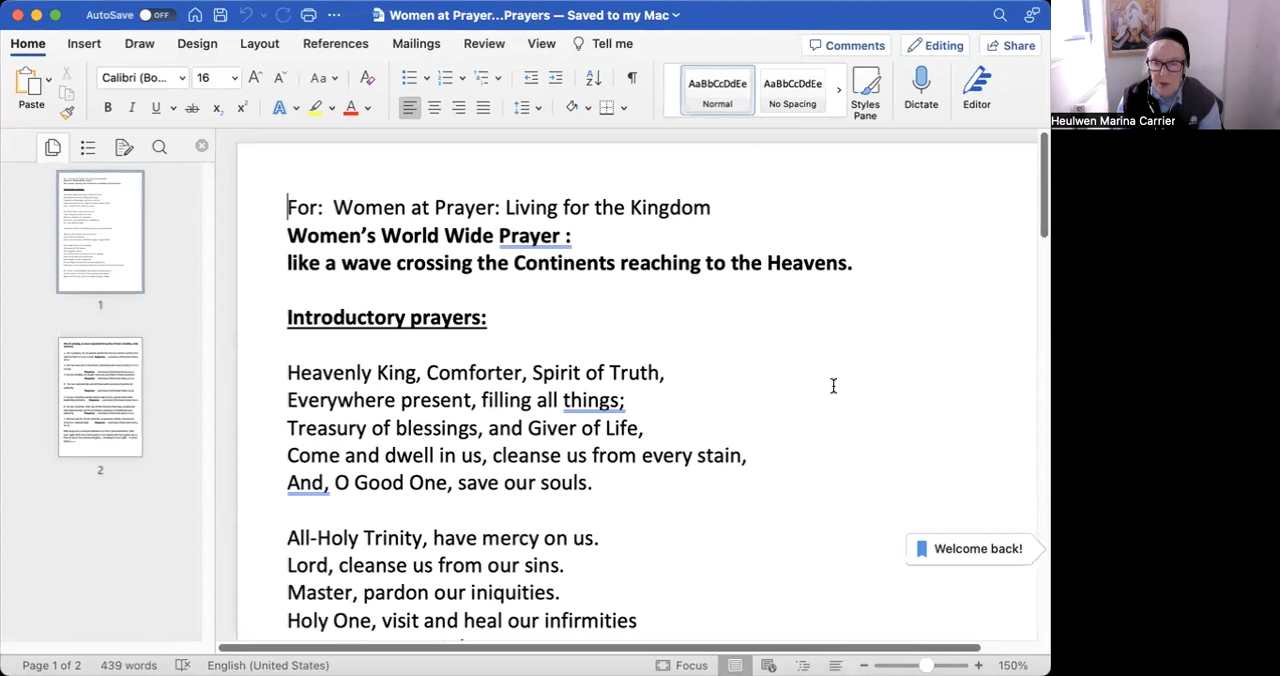 AutoSave OFF
Women at Prayer...Prayers — Saved to my Mac
Home Insert Draw Design Layout References Mailings Review View Tell me
Comments Editing Share
Paste
Calibri (Bo... 16
AaBbCcDdEe Normal
AaBbCcDdEe No Spacing
Styles Pane
Dictate
Editor
Heulwen Marina Carrier
For: Women at Prayer: Living for the Kingdom
Women's World Wide Prayer :
like a wave crossing the Continents reaching to the Heavens.
Introductory prayers:
Heavenly King, Comforter, Spirit of Truth,
Everywhere present, filling all things;
Treasury of blessings, and Giver of Life,
Come and dwell in us, cleanse us from every stain,
And, O Good One, save our souls.
All-Holy Trinity, have mercy on us.
Lord, cleanse us from our sins.
Master, pardon our iniquities.
Holy One, visit and heal our infirmities
1
2
Welcome back!
Page 1 of 2 439 words English (United States) Focus 150%